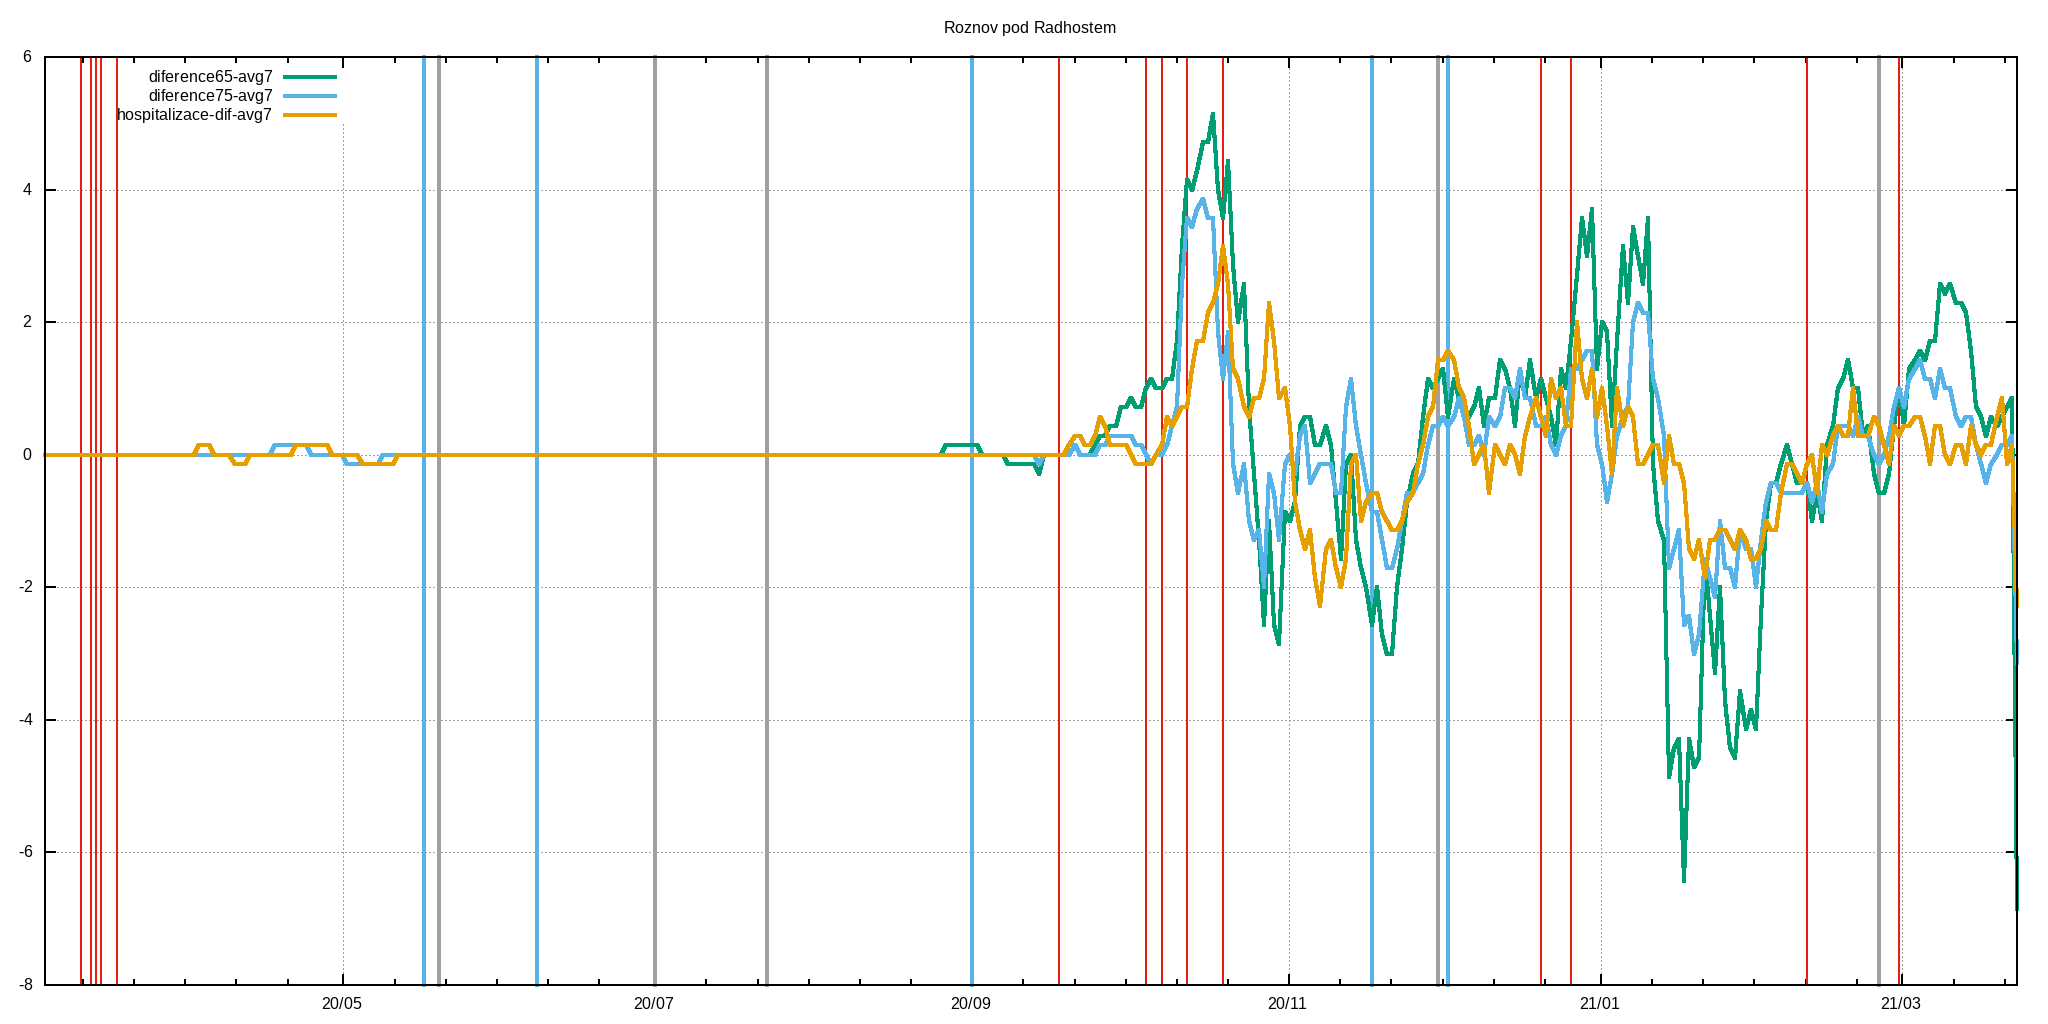 Roznov pod Radhostem
diference65-avg7
diference75-avg7
hospitalizace-dif-avg7
6
4
2
0
-2
-4
-6
-8
20/05 20/07 20/09 20/11 21/01 21/03